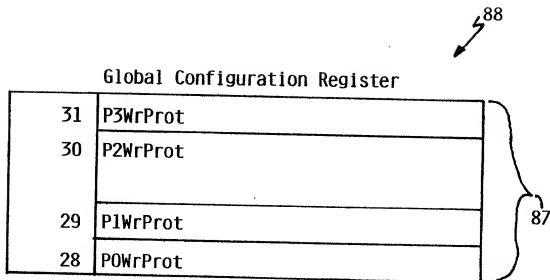 88
Global Configuration Register
31 P3WrProt
30 P2WrProt
29 P1WrProt
28 P0WrProt
87